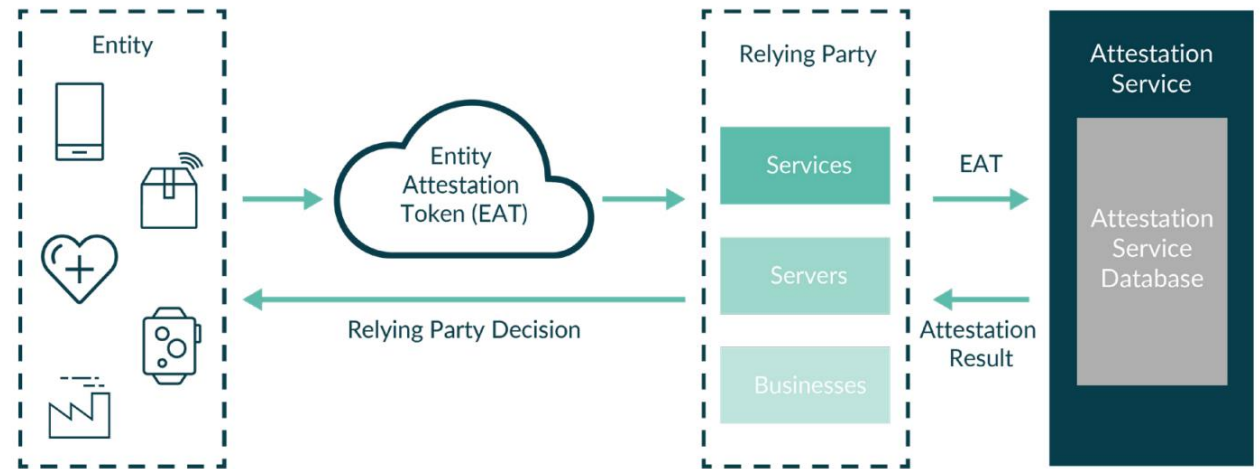 Entity
Entity
Attestation
Token (EAT)
Relying Party Decision
Relying Party
Services
Servers
Businesses
EAT
Attestation
Result
Attestation
Service
Attestation
Service
Database